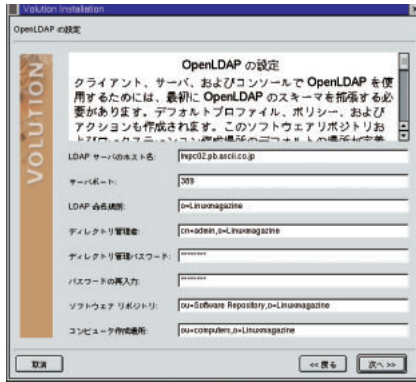 Volution Installation
OpenLDAP の設定
VOLUTION
OpenLDAP の設定
クライアント、サーバ、およびコンソールで OpenLDAP を使
用するためには、最初に OpenLDAP のスキーマを拡張する必
要があります。デフォルトプロファイル、ポリシー、および
アクションも作成されます。このソフトウェアリポジトリお
LDAP サーバのホスト名: lnpc02.pb.ascii.co.jp
サーバポート: 389
LDAP 命名規則: o=Linuxmagazine
ディレクトリ管理者: cn=admin,o=Linuxmagazine
ディレクトリ管理パスワード: ********
パスワードの再入力: ********
ソフトウェア リポジトリ: ou=Software Repository,o=Linuxmagazine
コンピュータ作成場所: ou=computers,o=Linuxmagazine
取消
<< 戻る
次へ >>